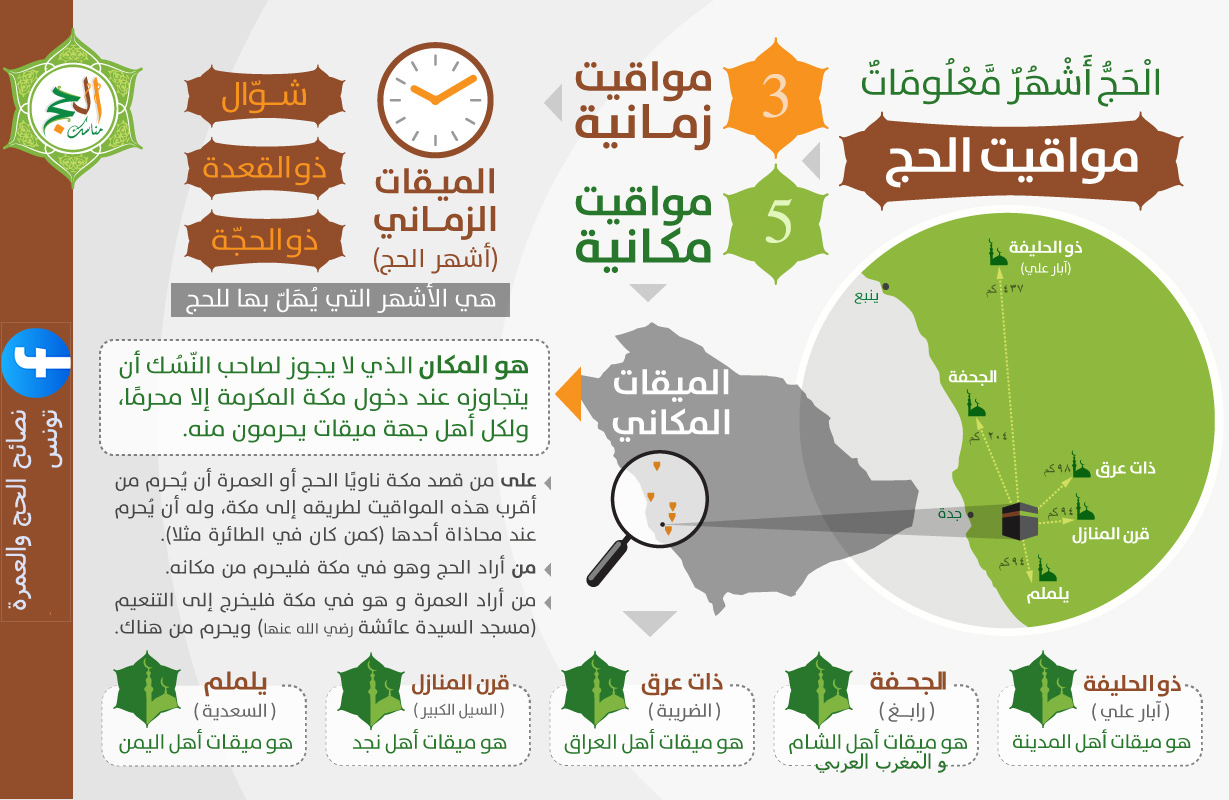 الْحَجُّ أَشْهُرٌ مَّعْلُومَاتٌ
مواقيت الحج
3
مواقيت
زمـانية
5
مواقيت
مكانية
الميقات
الزماني
(أشهر الحج)
شـوّال
ذو القعدة
ذو الحجّة
هي الأشهر التي يُهَلّ بها للحج
الـحج
مناسك
ذو الحليفة
(آبار علي)
٤٣٧ كم
ينبع
الجحفة
٢٠٤ كم
ذات عرق
٩٨ كم
جدة
٩٤ كم
قرن المنازل
٩٤ كم
يلملم
الميقات
المكاني
هو المكان الذي لا يجوز لصاحب النّسُك أن
يتجاوزه عند دخول مكة المكرمة إلا محرمًا،
ولكل أهل جهة ميقات يحرمون منه.
على من قصد مكة ناويًا الحج أو العمرة أن يُحرم من
أقرب هذه المواقيت لطريقه إلى مكة، وله أن يُحرم
عند محاذاة أحدها (كمن كان في الطائرة مثلا).
من أراد الحج وهو في مكة فليحرم من مكانه.
من أراد العمرة و هو في مكة فليخرج إلى التنعيم
(مسجد السيدة عائشة رضي الله عنها) ويحرم من هناك.
ذو الحليفة
( آبار علي )
هو ميقات أهل المدينة
الجحـفة
( رابــغ )
هو ميقات أهل الشام
و المغرب العربي
ذات عرق
( الضريبة )
هو ميقات أهل العراق
قرن المنازل
( السيل الكبير )
هو ميقات أهل نجد
يلملم
( السعدية )
هو ميقات أهل اليمن
f
نصائح الحج والعمرة
تونس